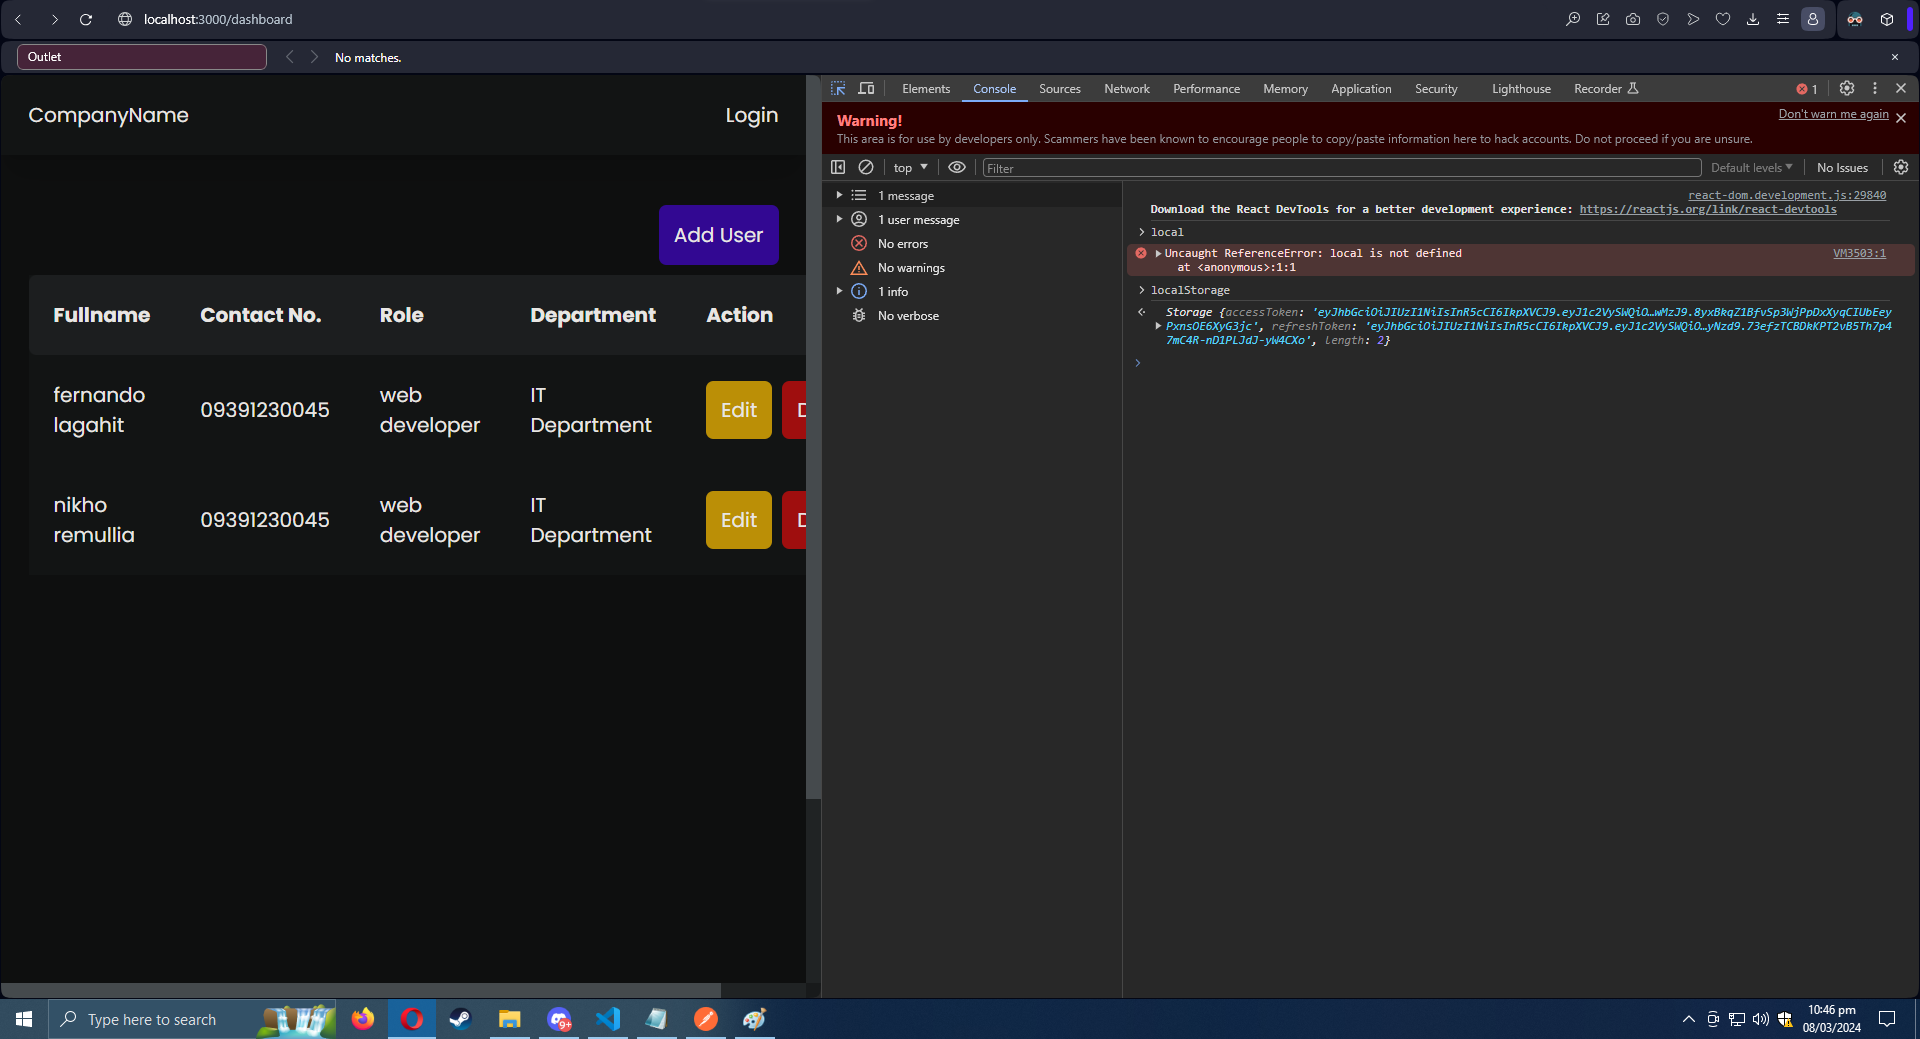 localhost:3000/dashboard
Outlet
No matches.
CompanyName
Login
Add User
Fullname Contact No. Role Department Action
fernando lagahit 09391230045 web developer IT Department Edit D
nikho remullia 09391230045 web developer IT Department Edit D
Elements Console Sources Network Performance Memory Application Security Lighthouse Recorder 1
Warning!
Don't warn me again
This area is for use by developers only. Scammers have been known to encourage people to copy/paste information here to hack accounts. Do not proceed if you are unsure.
top Filter Default levels No Issues
1 message
1 user message
No errors
No warnings
1 info
No verbose
react-dom.development.js:29840
Download the React DevTools for a better development experience: https://reactjs.org/link/react-devtools
local
Uncaught ReferenceError: local is not defined VM3503:1
at <anonymous>:1:1
localStorage
Storage {accessToken: 'eyJhbGciOiJIUzI1NiIsInR5cCI6IkpXVCJ9.eyJ1c2VySWQiO…wMzJ9.8yxBkqZ1BfvSp3WjPpDxXyqCIUbEey
PxnsOE6XyG3jc', refreshToken: 'eyJhbGciOiJIUzI1NiIsInR5cCI6IkpXVCJ9.eyJ1c2VySWQiO…yNzd9.73efzTCBDkKPT2vB5Th7p4
7mC4R-nD1PLJdJ-yW4CXo', length: 2}
Type here to search
9+
10:46 pm
08/03/2024